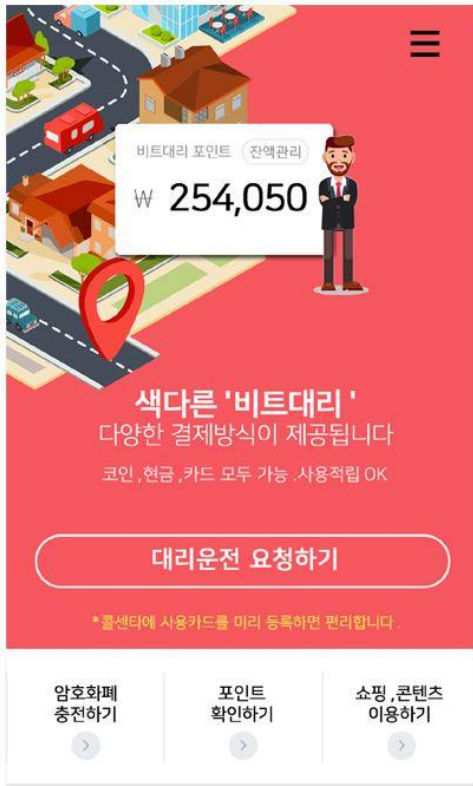 비트대리 포인트 잔액관리
₩ 254,050
색다른 '비트대리 '
다양한 결제방식이 제공됩니다
코인 ,현금 ,카드 모두 가능 .사용적립 OK
대리운전 요청하기
*콜센타에 사용카드를 미리 등록하면 편리합니다 .
암호화폐
충전하기
포인트
확인하기
쇼핑 ,콘텐츠
이용하기